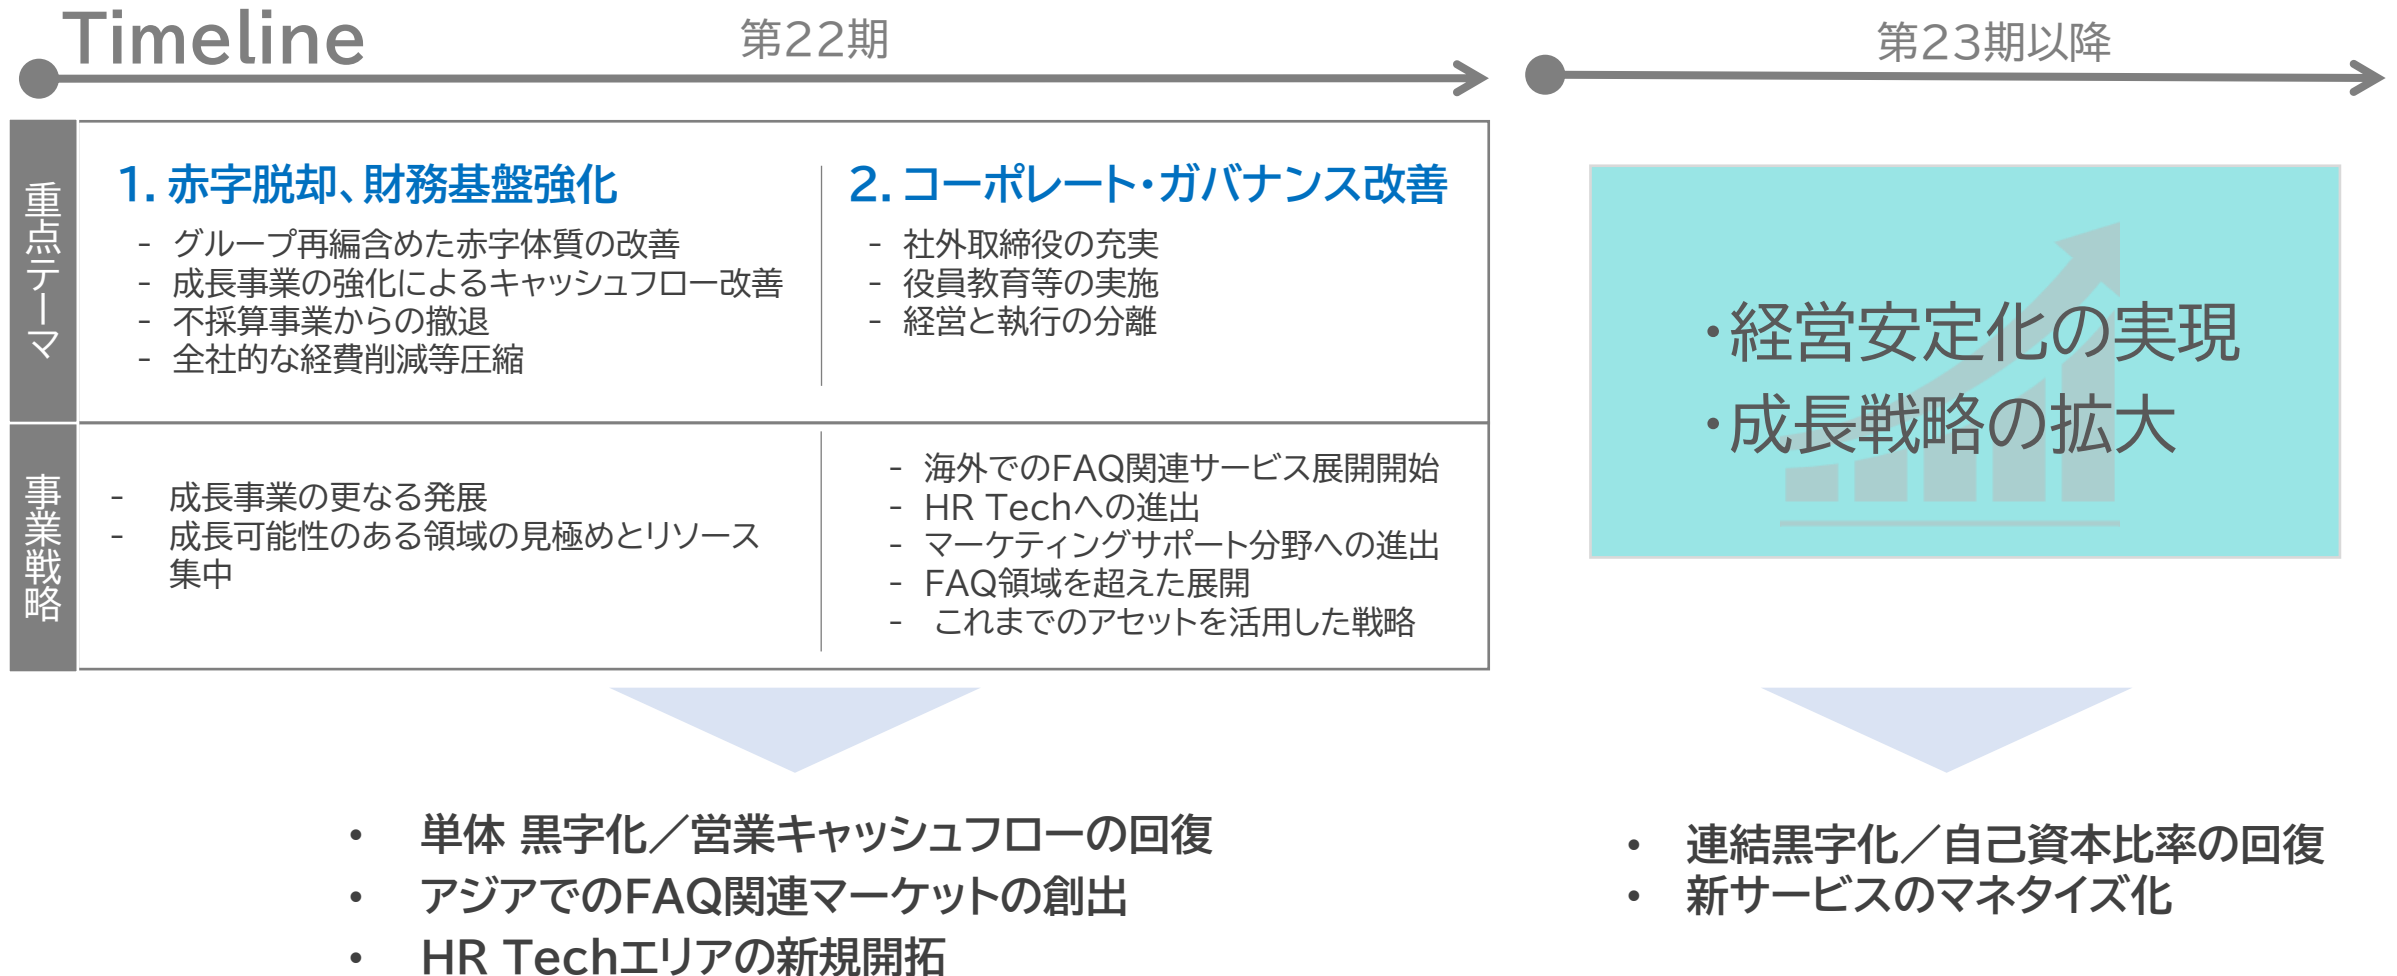 Timeline
第22期
第23期以降
重点テーマ
1. 赤字脱却、財務基盤強化
- グループ再編含めた赤字体質の改善
- 成長事業の強化によるキャッシュフロー改善
- 不採算事業からの撤退
- 全社的な経費削減等圧縮
2. コーポレート・ガバナンス改善
- 社外取締役の充実
- 役員教育等の実施
- 経営と執行の分離
事業戦略
- 成長事業の更なる発展
- 成長可能性のある領域の見極めとリソース
集中
- 海外でのFAQ関連サービス展開開始
- HR Techへの進出
- マーケティングサポート分野への進出
- FAQ領域を超えた展開
- これまでのアセットを活用した戦略
・経営安定化の実現
・成長戦略の拡大
• 単体 黒字化／営業キャッシュフローの回復
• アジアでのFAQ関連マーケットの創出
• HR Techエリアの新規開拓
• 連結黒字化／自己資本比率の回復
• 新サービスのマネタイズ化